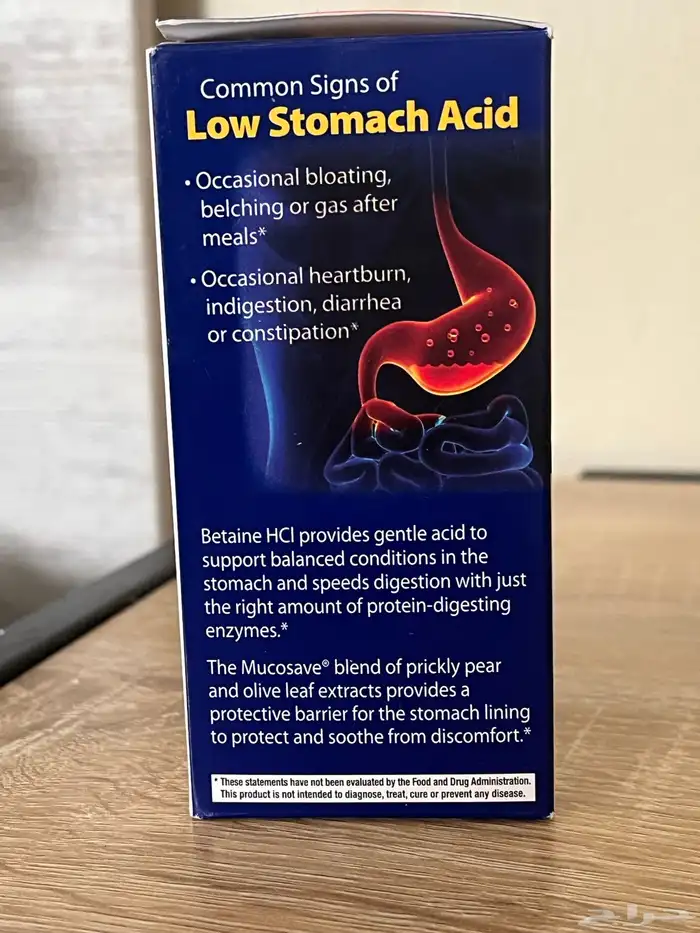 Common Signs of
Low Stomach Acid
• Occasional bloating,
belching or gas after
meals*
• Occasional heartburn,
indigestion, diarrhea
or constipation*
Betaine HCl provides gentle acid to
support balanced conditions in the
stomach and speeds digestion with just
the right amount of protein-digesting
enzymes.*
The Mucosave® blend of prickly pear
and olive leaf extracts provides a
protective barrier for the stomach lining
to protect and soothe from discomfort.*
* These statements have not been evaluated by the Food and Drug Administration.
This product is not intended to diagnose, treat, cure or prevent any disease.
حراج